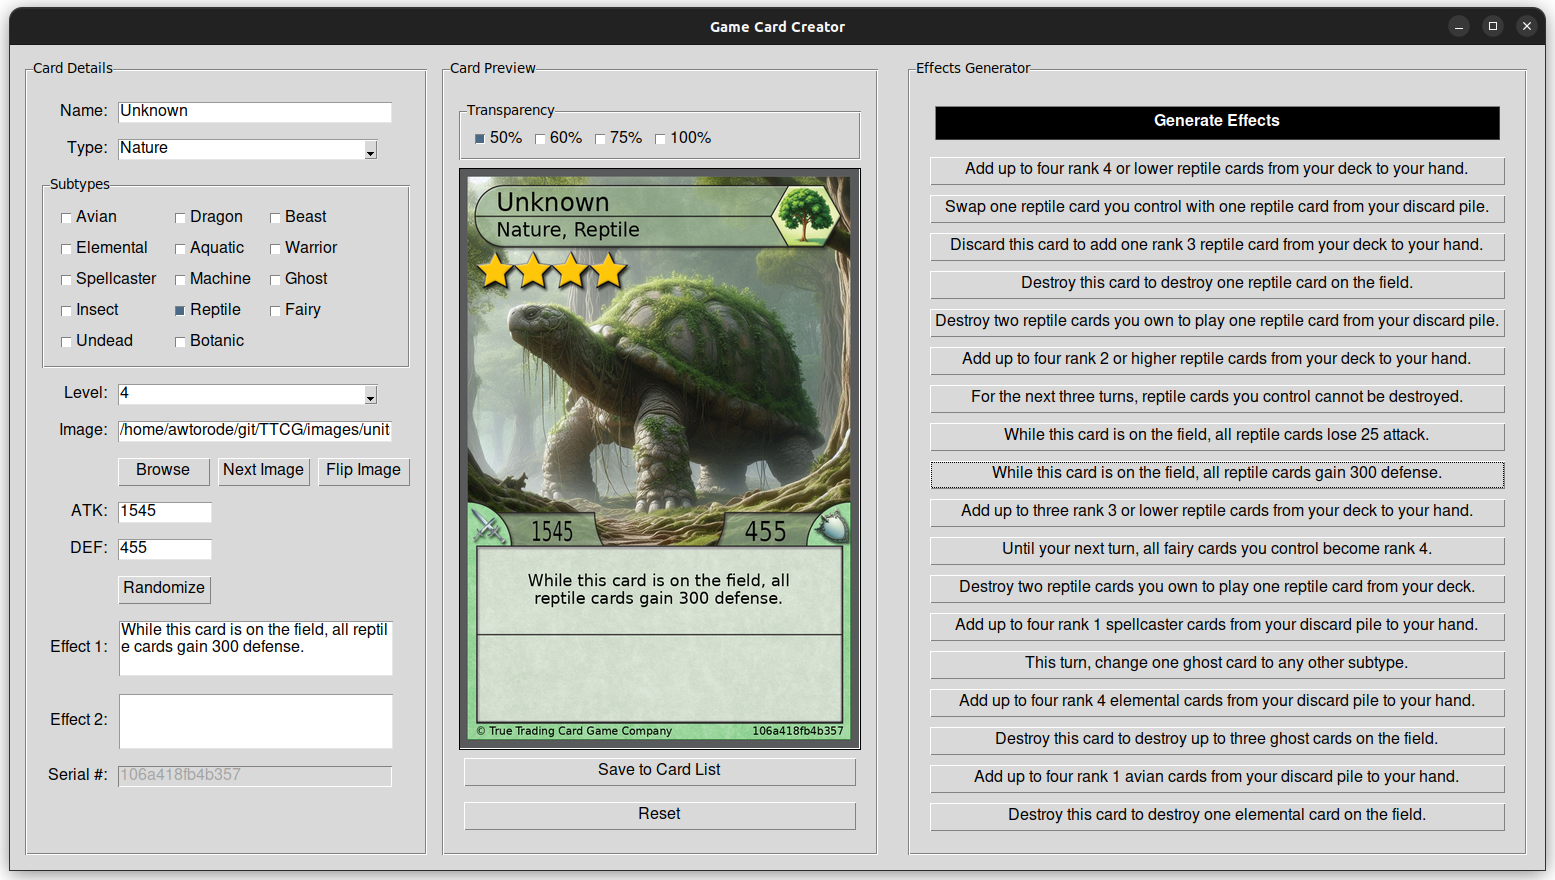 Game Card Creator
Card Details
Name: Unknown
Type: Nature
Subtypes
Avian Dragon Beast
Elemental Aquatic Warrior
Spellcaster Machine Ghost
Insect Reptile Fairy
Undead Botanic
Level: 4
Image: /home/awtorode/git/TTCG/images/unit
Browse Next Image Flip Image
ATK: 1545
DEF: 455
Randomize
Effect 1: While this card is on the field, all reptil
e cards gain 300 defense.
Effect 2:
Serial #: 106a418fb4b357
Card Preview
Transparency
50% 60% 75% 100%
Unknown
Nature, Reptile
1545 455
While this card is on the field, all
reptile cards gain 300 defense.
© True Trading Card Game Company 106a418fb4b357
Save to Card List
Reset
Effects Generator
Generate Effects
Add up to four rank 4 or lower reptile cards from your deck to your hand.
Swap one reptile card you control with one reptile card from your discard pile.
Discard this card to add one rank 3 reptile card from your deck to your hand.
Destroy this card to destroy one reptile card on the field.
Destroy two reptile cards you own to play one reptile card from your discard pile.
Add up to four rank 2 or higher reptile cards from your deck to your hand.
For the next three turns, reptile cards you control cannot be destroyed.
While this card is on the field, all reptile cards lose 25 attack.
While this card is on the field, all reptile cards gain 300 defense.
Add up to three rank 3 or lower reptile cards from your deck to your hand.
Until your next turn, all fairy cards you control become rank 4.
Destroy two reptile cards you own to play one reptile card from your deck.
Add up to four rank 1 spellcaster cards from your discard pile to your hand.
This turn, change one ghost card to any other subtype.
Add up to four rank 4 elemental cards from your discard pile to your hand.
Destroy this card to destroy up to three ghost cards on the field.
Add up to four rank 1 avian cards from your discard pile to your hand.
Destroy this card to destroy one elemental card on the field.